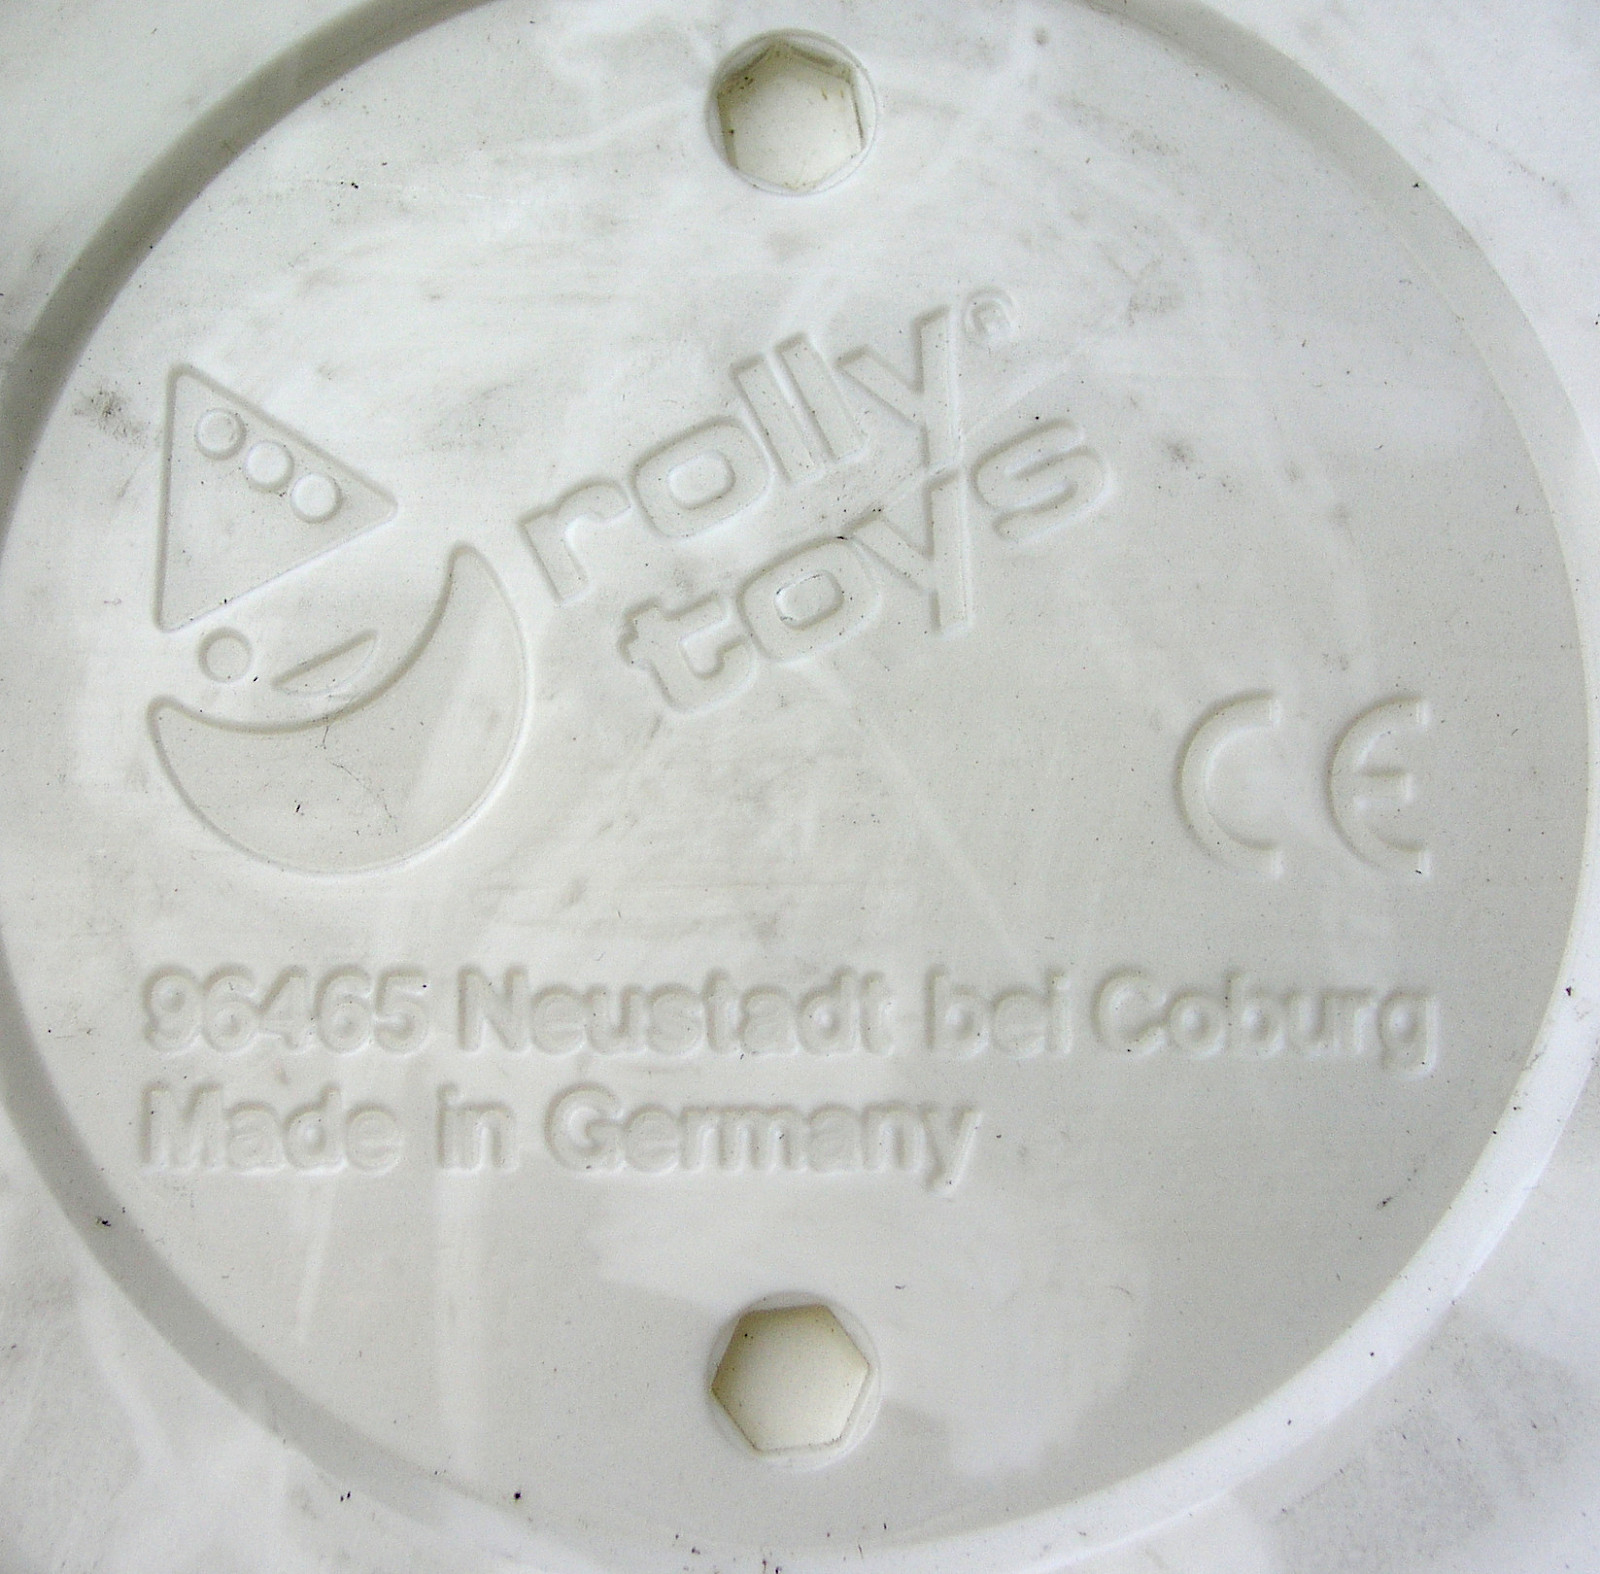 rolly®
toys
CE
96465 Neustadt bei Coburg
Made in Germany